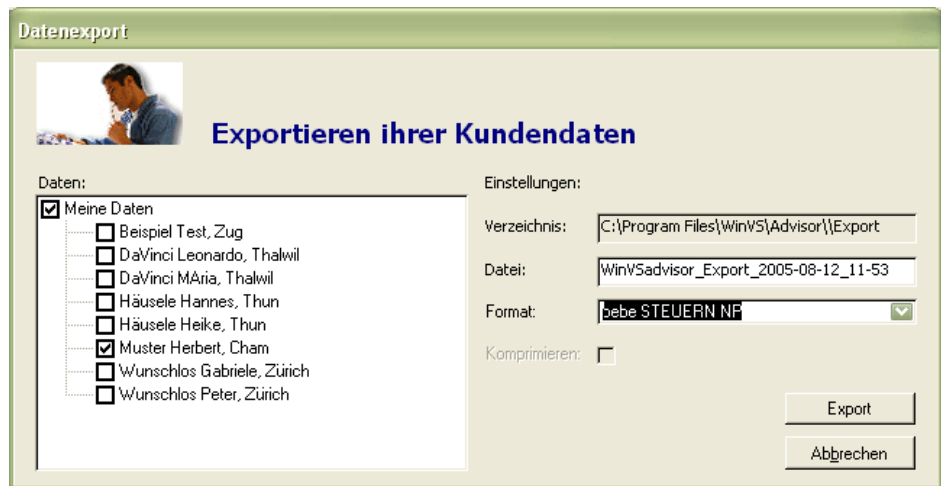 Datenexport
Exportieren ihrer Kundendaten
Daten:
Meine Daten
Beispiel Test, Zug
DaVinci Leonardo, Thalwil
DaVinci MAria, Thalwil
Häusele Hannes, Thun
Häusele Heike, Thun
Muster Herbert, Cham
Wunschlos Gabriele, Zürich
Wunschlos Peter, Zürich
Einstellungen:
Verzeichnis: C:\Program Files\WinVS\Advisor\\Export
Datei: WinVSadvisor_Export_2005-08-12_11-53
Format: bebe STEUERN NP
Komprimieren:
Export
Abbrechen